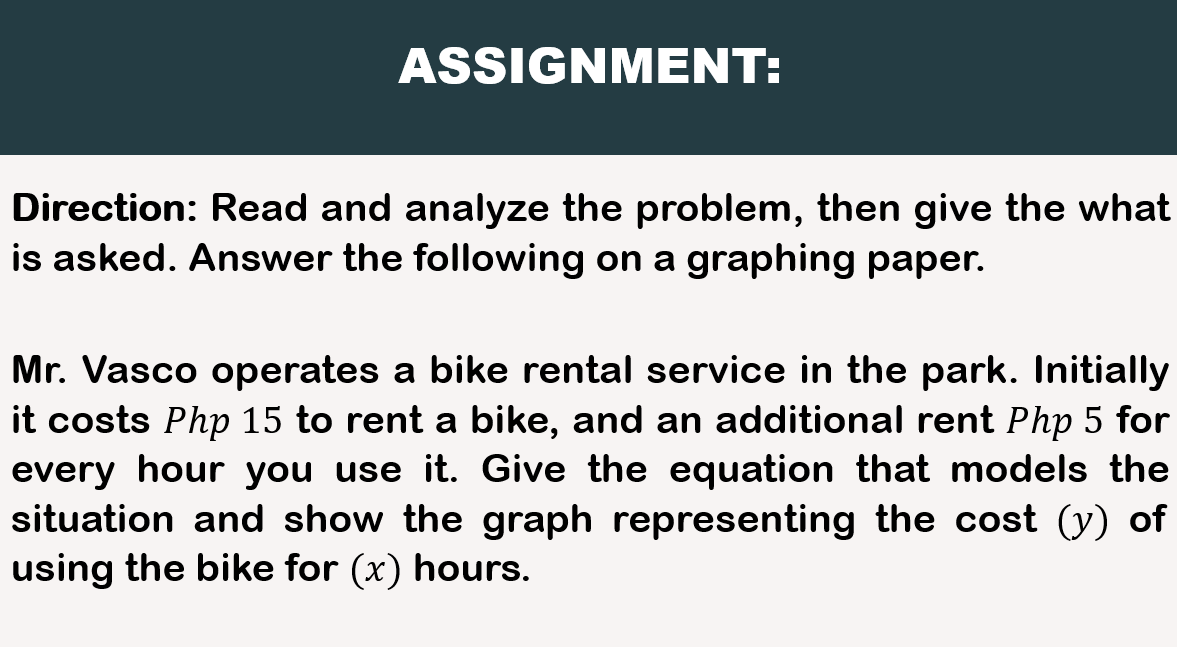 ASSIGNMENT:
Direction: Read and analyze the problem, then give the what
is asked. Answer the following on a graphing paper.
Mr. Vasco operates a bike rental service in the park. Initially
it costs Php 15 to rent a bike, and an additional rent Php 5 for
every hour you use it. Give the equation that models the
situation and show the graph representing the cost (y) of
using the bike for (x) hours.